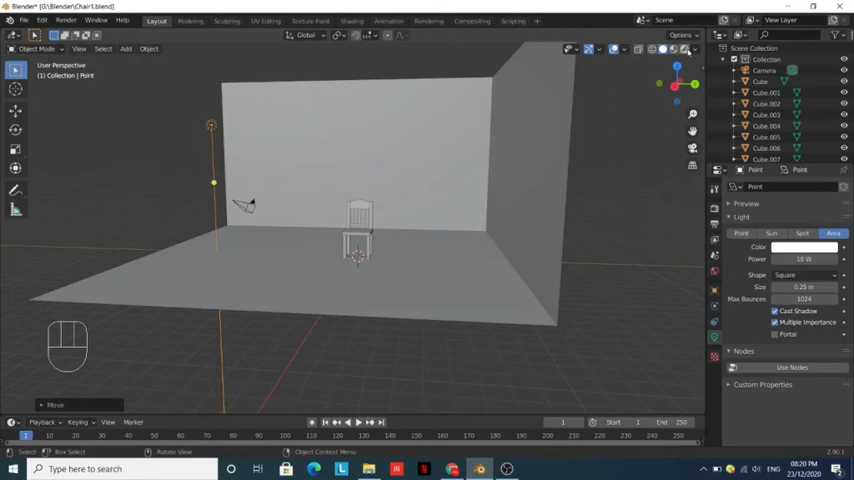 Blender* [G:\Blender\Chair1.blend]
File Edit Render Window Help Layout Modeling Sculpting UV Editing Texture Paint Shading Animation Rendering Compositing Scripting Scene View Layer
Global Options
Object Mode View Select Add Object
User Perspective
(1) Collection | Point
Scene Collection
Collection
Camera
Cube
Cube.001
Cube.002
Cube.003
Cube.004
Cube.005
Cube.006
Cube.007
Point Point
Point
Preview
Light
Point Sun Spot Area
Color
Power 10 W
Shape Square
Size 0.25 m
Max Bounces 1024
Cast Shadow
Multiple Importance
Portal
Nodes
Use Nodes
Custom Properties
Move
Playback Keying View Marker 1 Start 1 End 250
1 10 20 30 40 50 60 70 80 90 100 110 120 130 140 150 160 170 180 190 200 210 220 230 240 250
Select Box Select Rotate View Object Context Menu 2.90.1
Type here to search
ENG
08:20 PM
23/12/2020